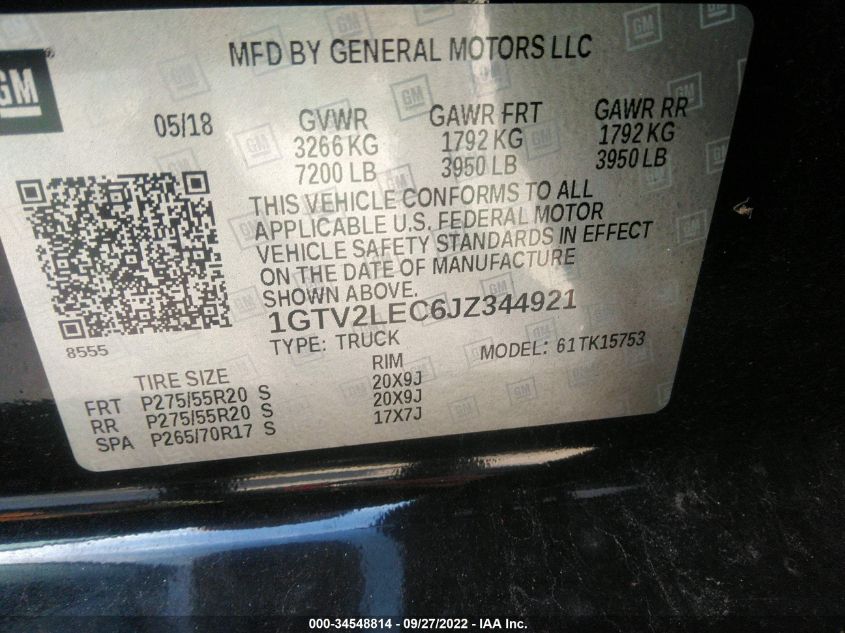 GM
MFD BY GENERAL MOTORS LLC
05/18 GVWR GAWR FRT GAWR RR
3266 KG 1792 KG 1792 KG
7200 LB 3950 LB 3950 LB
THIS VEHICLE CONFORMS TO ALL
APPLICABLE U.S. FEDERAL MOTOR
VEHICLE SAFETY STANDARDS IN EFFECT
ON THE DATE OF MANUFACTURE
SHOWN ABOVE.
1GTV2LEC6JZ344921
8555
TYPE: TRUCK MODEL: 61TK15753
TIRE SIZE RIM
FRT P275/55R20 S 20X9J
RR P275/55R20 S 20X9J
SPA P265/70R17 S 17X7J
000-34548814 — 09/27/2022 - IAA Inc.